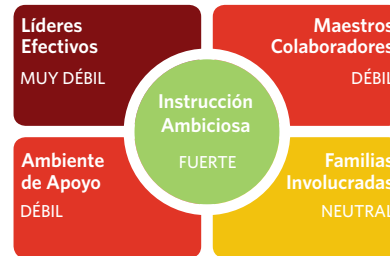 Líderes
Efectivos
MUY DÉBIL
Maestros
Colaboradores
DÉBIL
Instrucción
Ambiciosa
FUERTE
Ambiente
de Apoyo
DÉBIL
Familias
Involucradas
NEUTRAL